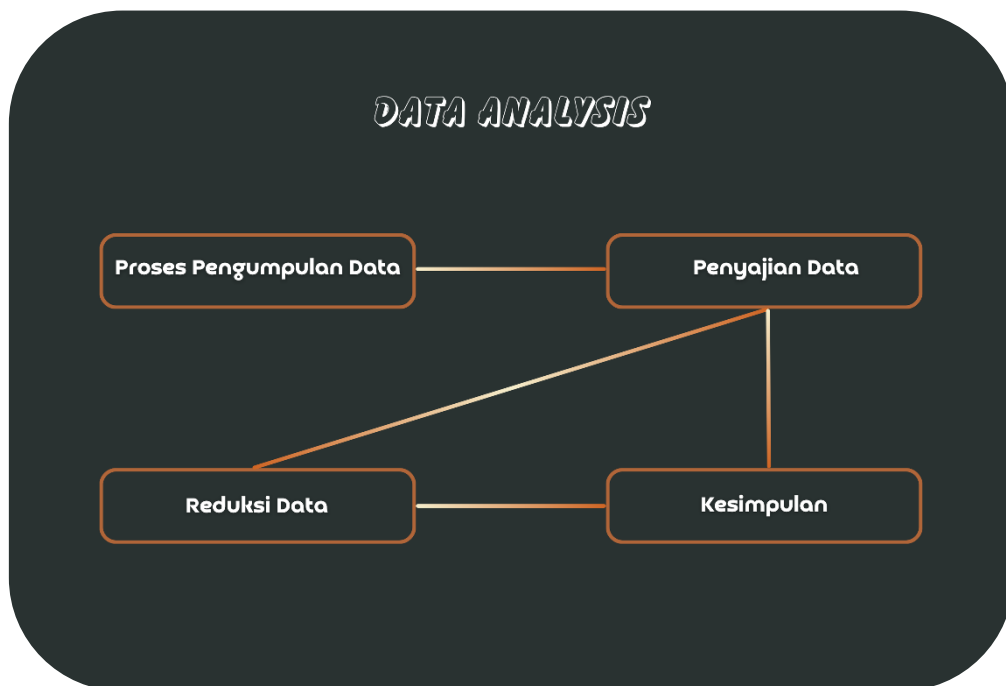 DATA ANALYSIS
Proses Pengumpulan Data
Penyajian Data
Reduksi Data
Kesimpulan